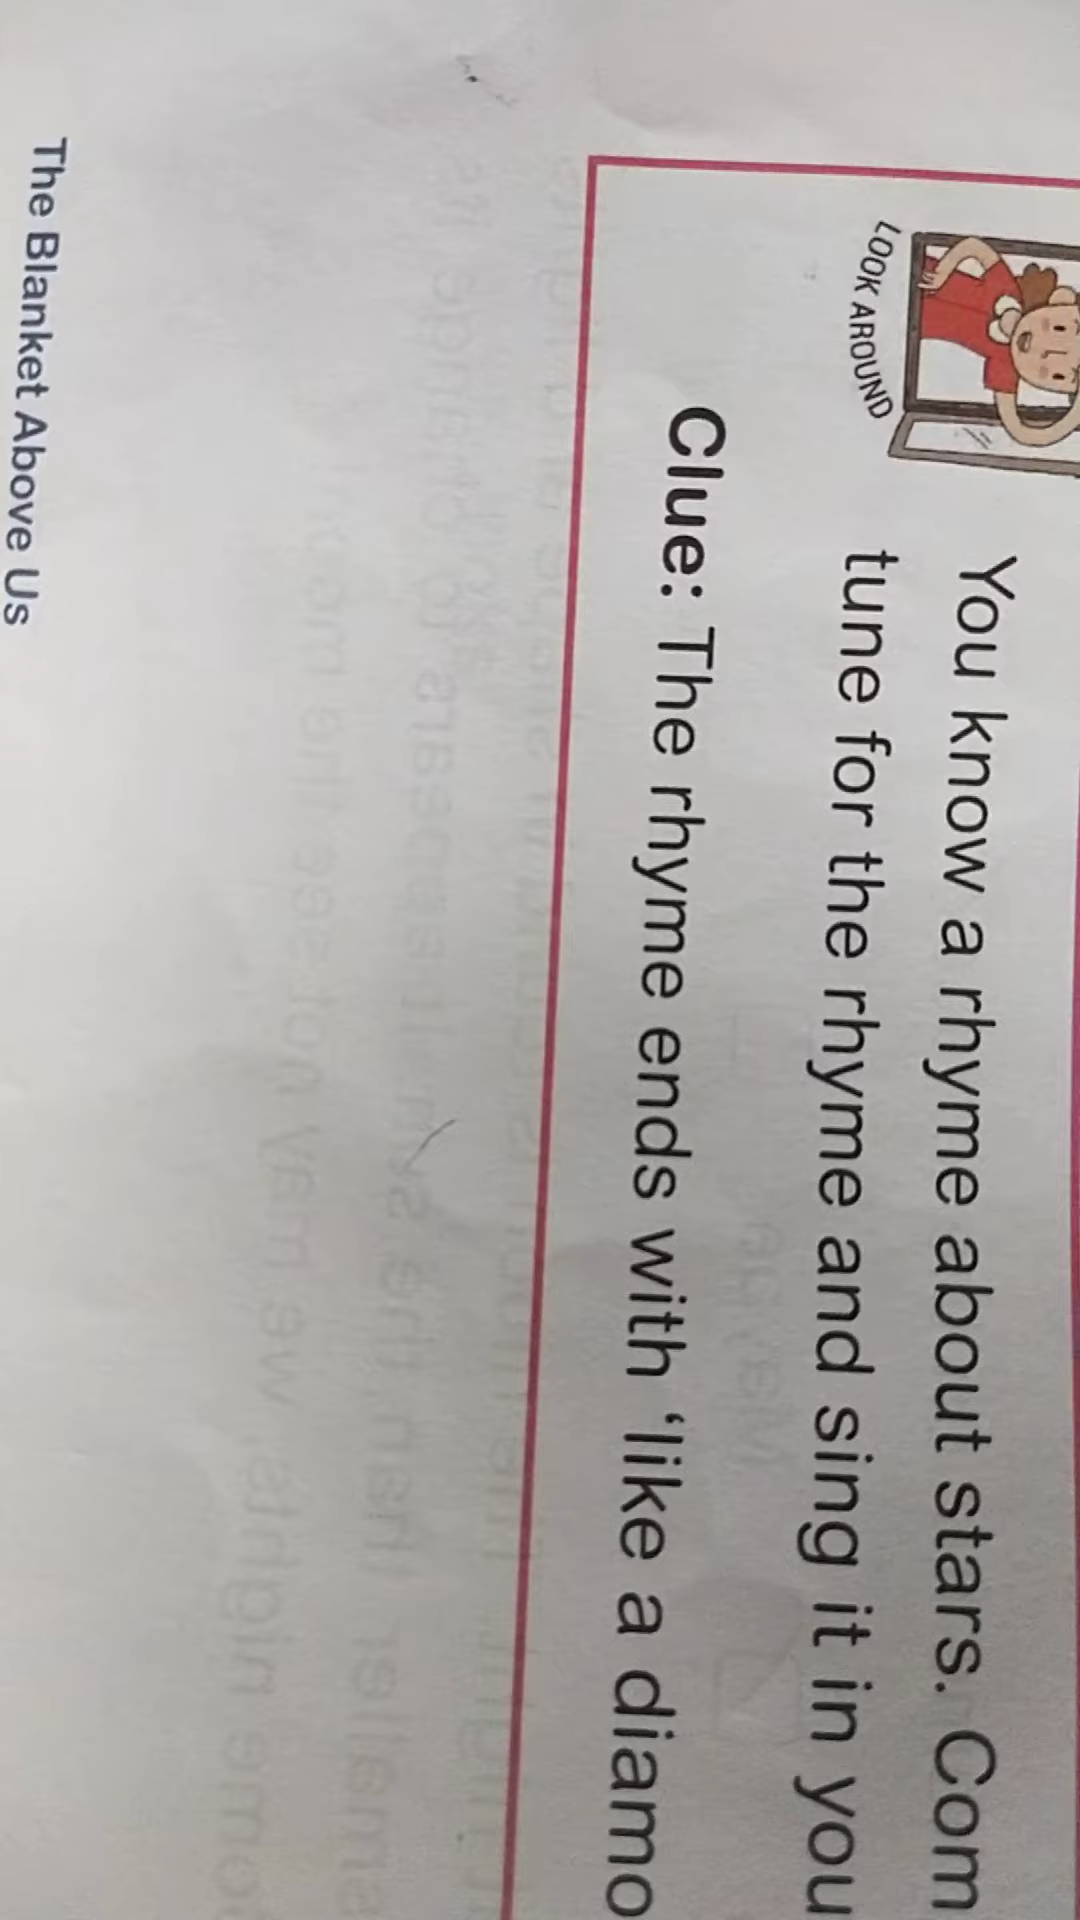 LOOK AROUND
You know a rhyme about stars. Com
tune for the rhyme and sing it in you
Clue: The rhyme ends with ‘like a diamo
The Blanket Above Us